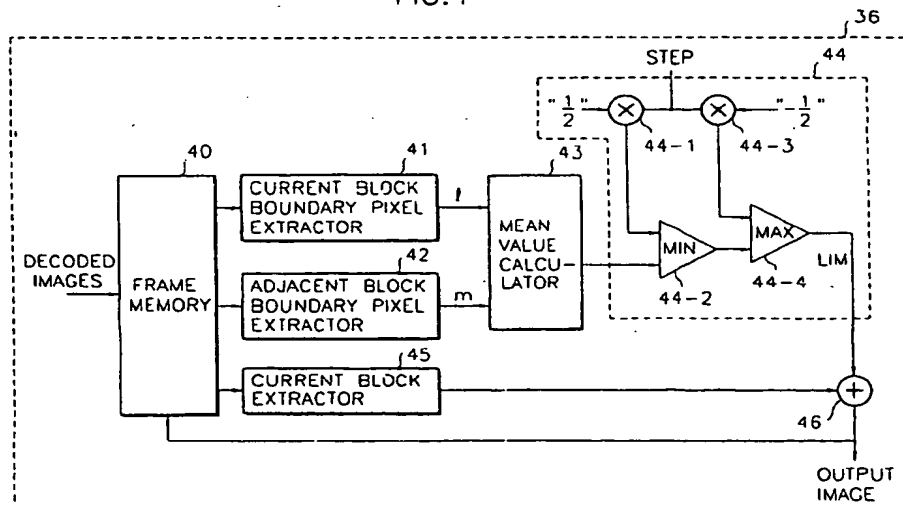 36
STEP
44
" 1/2 "
" - 1/2 "
44-1
44-3
40
41
43
CURRENT BLOCK
BOUNDARY PIXEL
EXTRACTOR
l
MEAN
VALUE
CALCU-
LATOR
MIN
MAX
LIM
44-2
44-4
DECODED
IMAGES
FRAME
MEMORY
42
ADJACENT BLOCK
BOUNDARY PIXEL
EXTRACTOR
m
45
CURRENT BLOCK
EXTRACTOR
46
OUTPUT
IMAGE